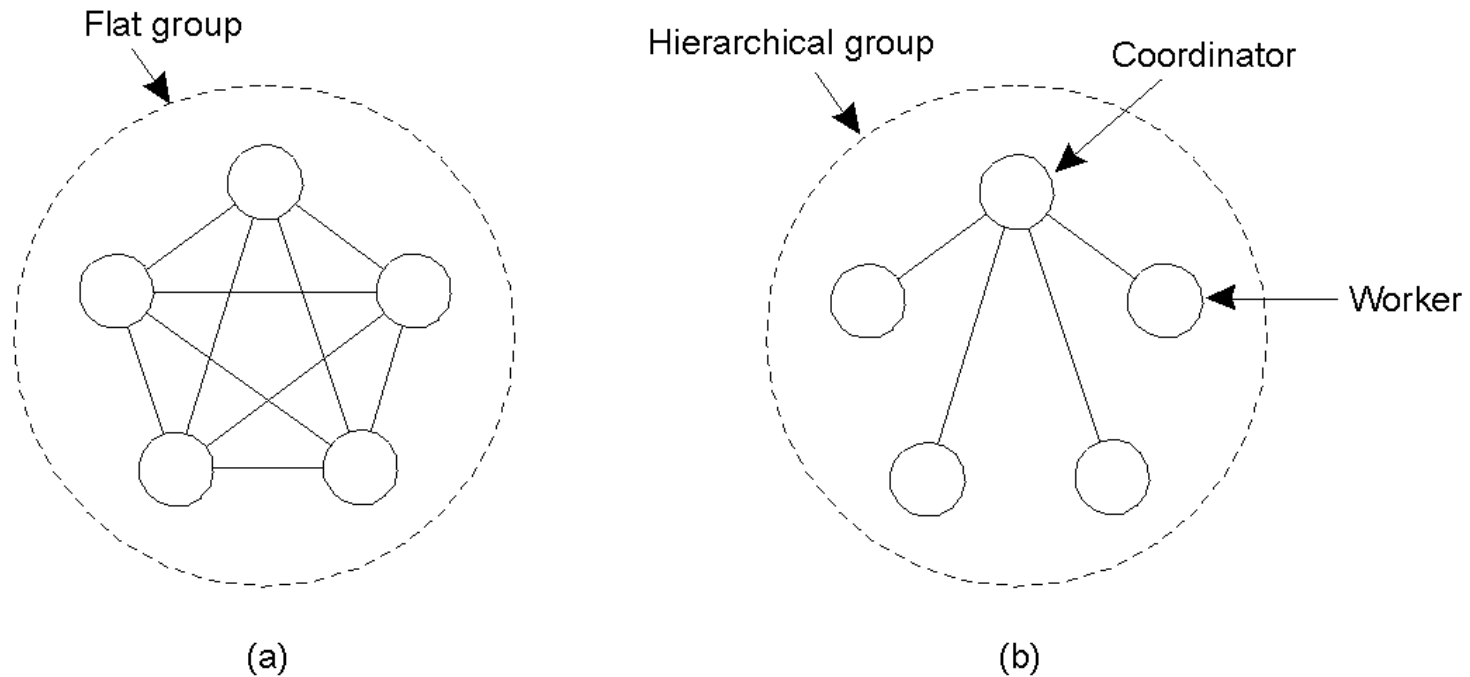 Flat group
Hierarchical group
Coordinator
Worker
(a)
(b)